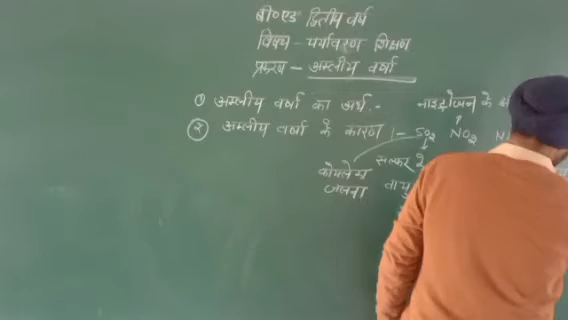 बी०एड द्वितीय वर्ष
विषय - पर्यावरण शिक्षण
प्रकरण - अम्लीय वर्षा
① अम्लीय वर्षा का अर्थ :-
नाइट्रोजन के
② अम्लीय वर्षा के कारण :- SO₂ NO₂ N
सल्फर
कोयले
जलना वायु